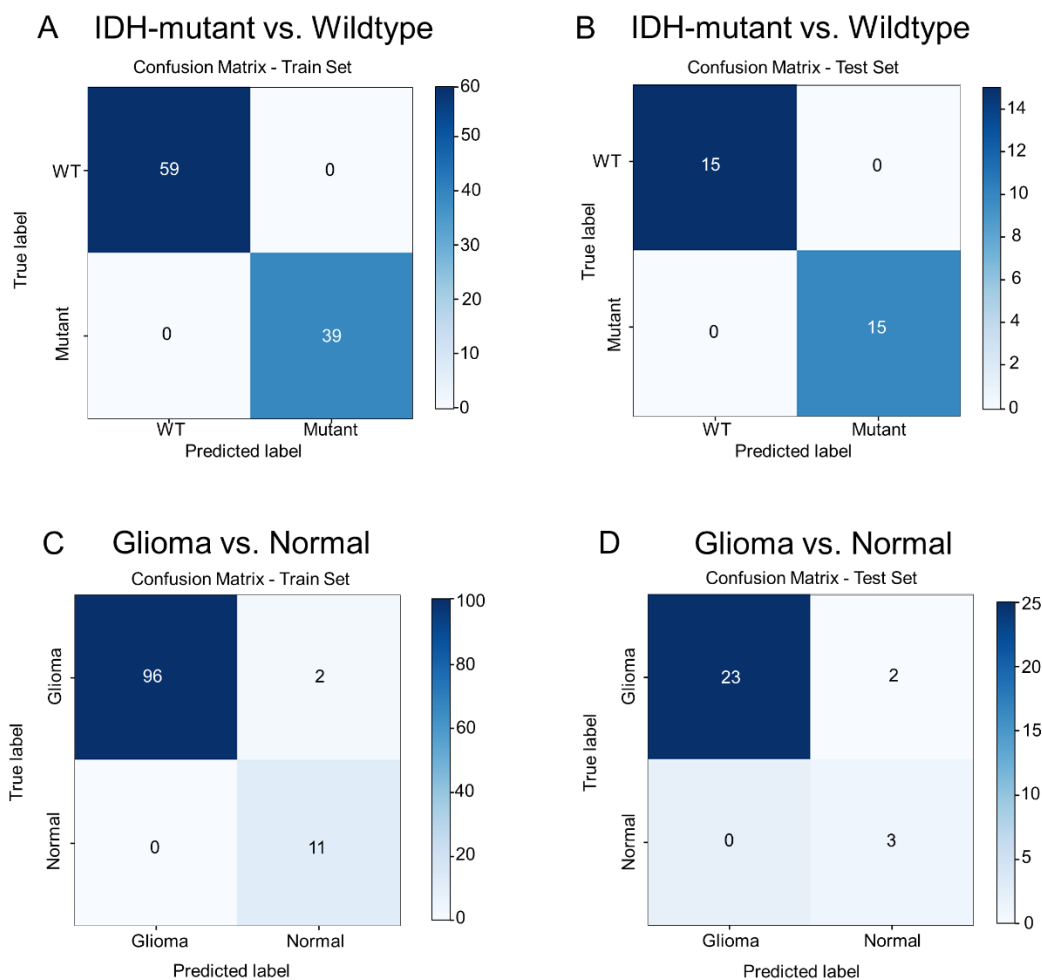 A IDH-mutant vs. Wildtype
Confusion Matrix - Train Set
True label
WT
Mutant
59
0
0
39
WT
Mutant
Predicted label
60
50
40
30
20
10
0
B IDH-mutant vs. Wildtype
Confusion Matrix - Test Set
True label
WT
Mutant
15
0
0
15
WT
Mutant
Predicted label
14
12
10
8
6
4
2
0
C Glioma vs. Normal
Confusion Matrix - Train Set
True label
Glioma
Normal
96
2
0
11
Glioma
Normal
Predicted label
100
80
60
40
20
0
D Glioma vs. Normal
Confusion Matrix - Test Set
True label
Glioma
Normal
23
2
0
3
Glioma
Normal
Predicted label
25
20
15
10
5
0